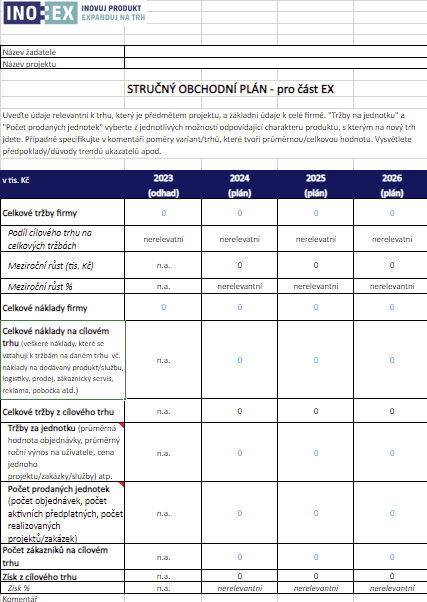 INO:EX INOVUJ PRODUKT
EXPANDUJ NA TRH
Název žadatele
Název projektu
STRUČNÝ OBCHODNÍ PLÁN - pro část EX
Uveďte údaje relevantní k trhu, který je předmětem projektu, a základní údaje k celé firmě. "Tržby na jednotku" a
"Počet prodaných jednotek" vyberte z jednotlivých možností odpovídající charakteru produktu, s kterým na nový trh
jdete. Případně specifikujte v komentáři poměry variant/trhů, které tvoří průměrnou/celkovou hodnotu. Vysvětlete
předpoklady/důvody trendů ukazatelů apod.
v tis. Kč 2023 2024 2025 2026
(odhad) (plán) (plán) (plán)
Celkové tržby firmy 0 0 0 0
Podíl cílového trhu na
celkových tržbách nerelevatní nerelevatní nerelevatní nerelevatní
Meziroční růst (tis. Kč) n.a. 0 0 0
Meziroční růst % n.a. nerelevantní nerelevantní nerelevantní
Celkové náklady firmy 0 0 0 0
Celkové náklady na cílovém
trhu (veškeré náklady, které se
vztahují k tržbám na daném trhu vč.
náklady na dodávaný produkt/službu, n.a. 0 0 0
logistiky, prodej, zákaznický servis,
reklama, pobočka atd.)
Celkové tržby z cílového trhu n.a. 0 0 0
Tržby za jednotku (průměrná
hodnota objednávky, průměrný
roční výnos na uživatele, cena n.a. 0 0 0
jednoho
projektu/zakázky/služby) atp.
Počet prodaných jednotek
(počet objednávek, počet
aktivních předplatných, počet n.a. 0 0 0
realizovaných
projektů/zakázek)
Počet zákazníků na cílovém
trhu n.a. 0 0 0
Zisk z cílového trhu n.a. 0 0 0
Zisk % n.a. nerelevantní nerelevantní nerelevantní
Komentář